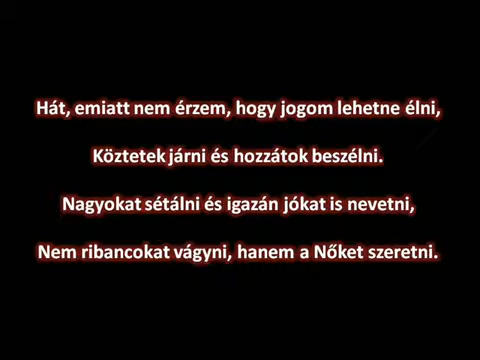 Hát, emiatt nem érzem, hogy jogom lehetne élni,
Köztetek járni és hozzátok beszélni.
Nagyokat sétálni és igazán jókat is nevetni,
Nem ribancokat vágyni, hanem a Nőket szeretni.